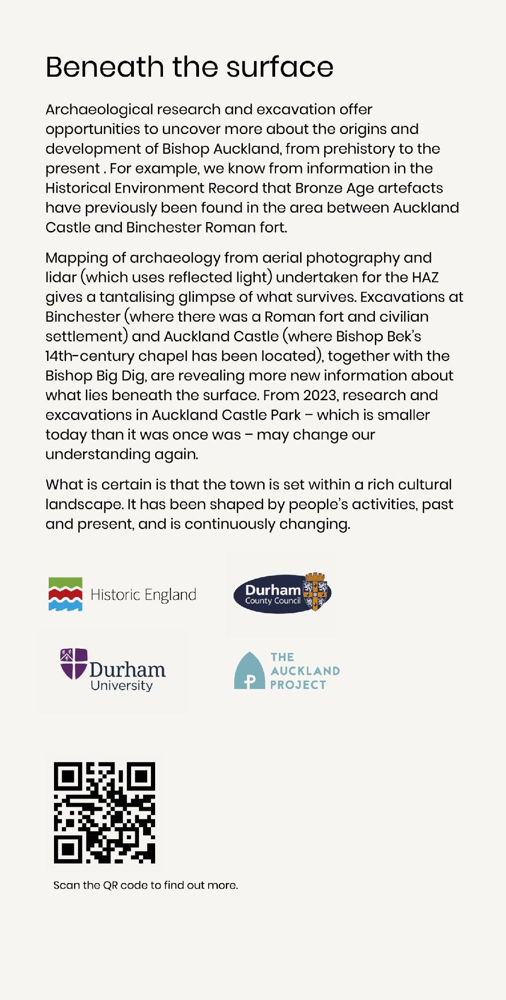 Beneath the surface
Archaeological research and excavation offer
opportunities to uncover more about the origins and
development of Bishop Auckland, from prehistory to the
present . For example, we know from information in the
Historical Environment Record that Bronze Age artefacts
have previously been found in the area between Auckland
Castle and Binchester Roman fort.
Mapping of archaeology from aerial photography and
lidar (which uses reflected light) undertaken for the HAZ
gives a tantalising glimpse of what survives. Excavations at
Binchester (where there was a Roman fort and civilian
settlement) and Auckland Castle (where Bishop Bek’s
14th-century chapel has been located), together with the
Bishop Big Dig, are revealing more new information about
what lies beneath the surface. From 2023, research and
excavations in Auckland Castle Park – which is smaller
today than it was once was – may change our
understanding again.
What is certain is that the town is set within a rich cultural
landscape. It has been shaped by people’s activities, past
and present, and is continuously changing.
Historic England
Durham
County Council
Durham
University
THE
AUCKLAND
PROJECT
Scan the QR code to find out more.